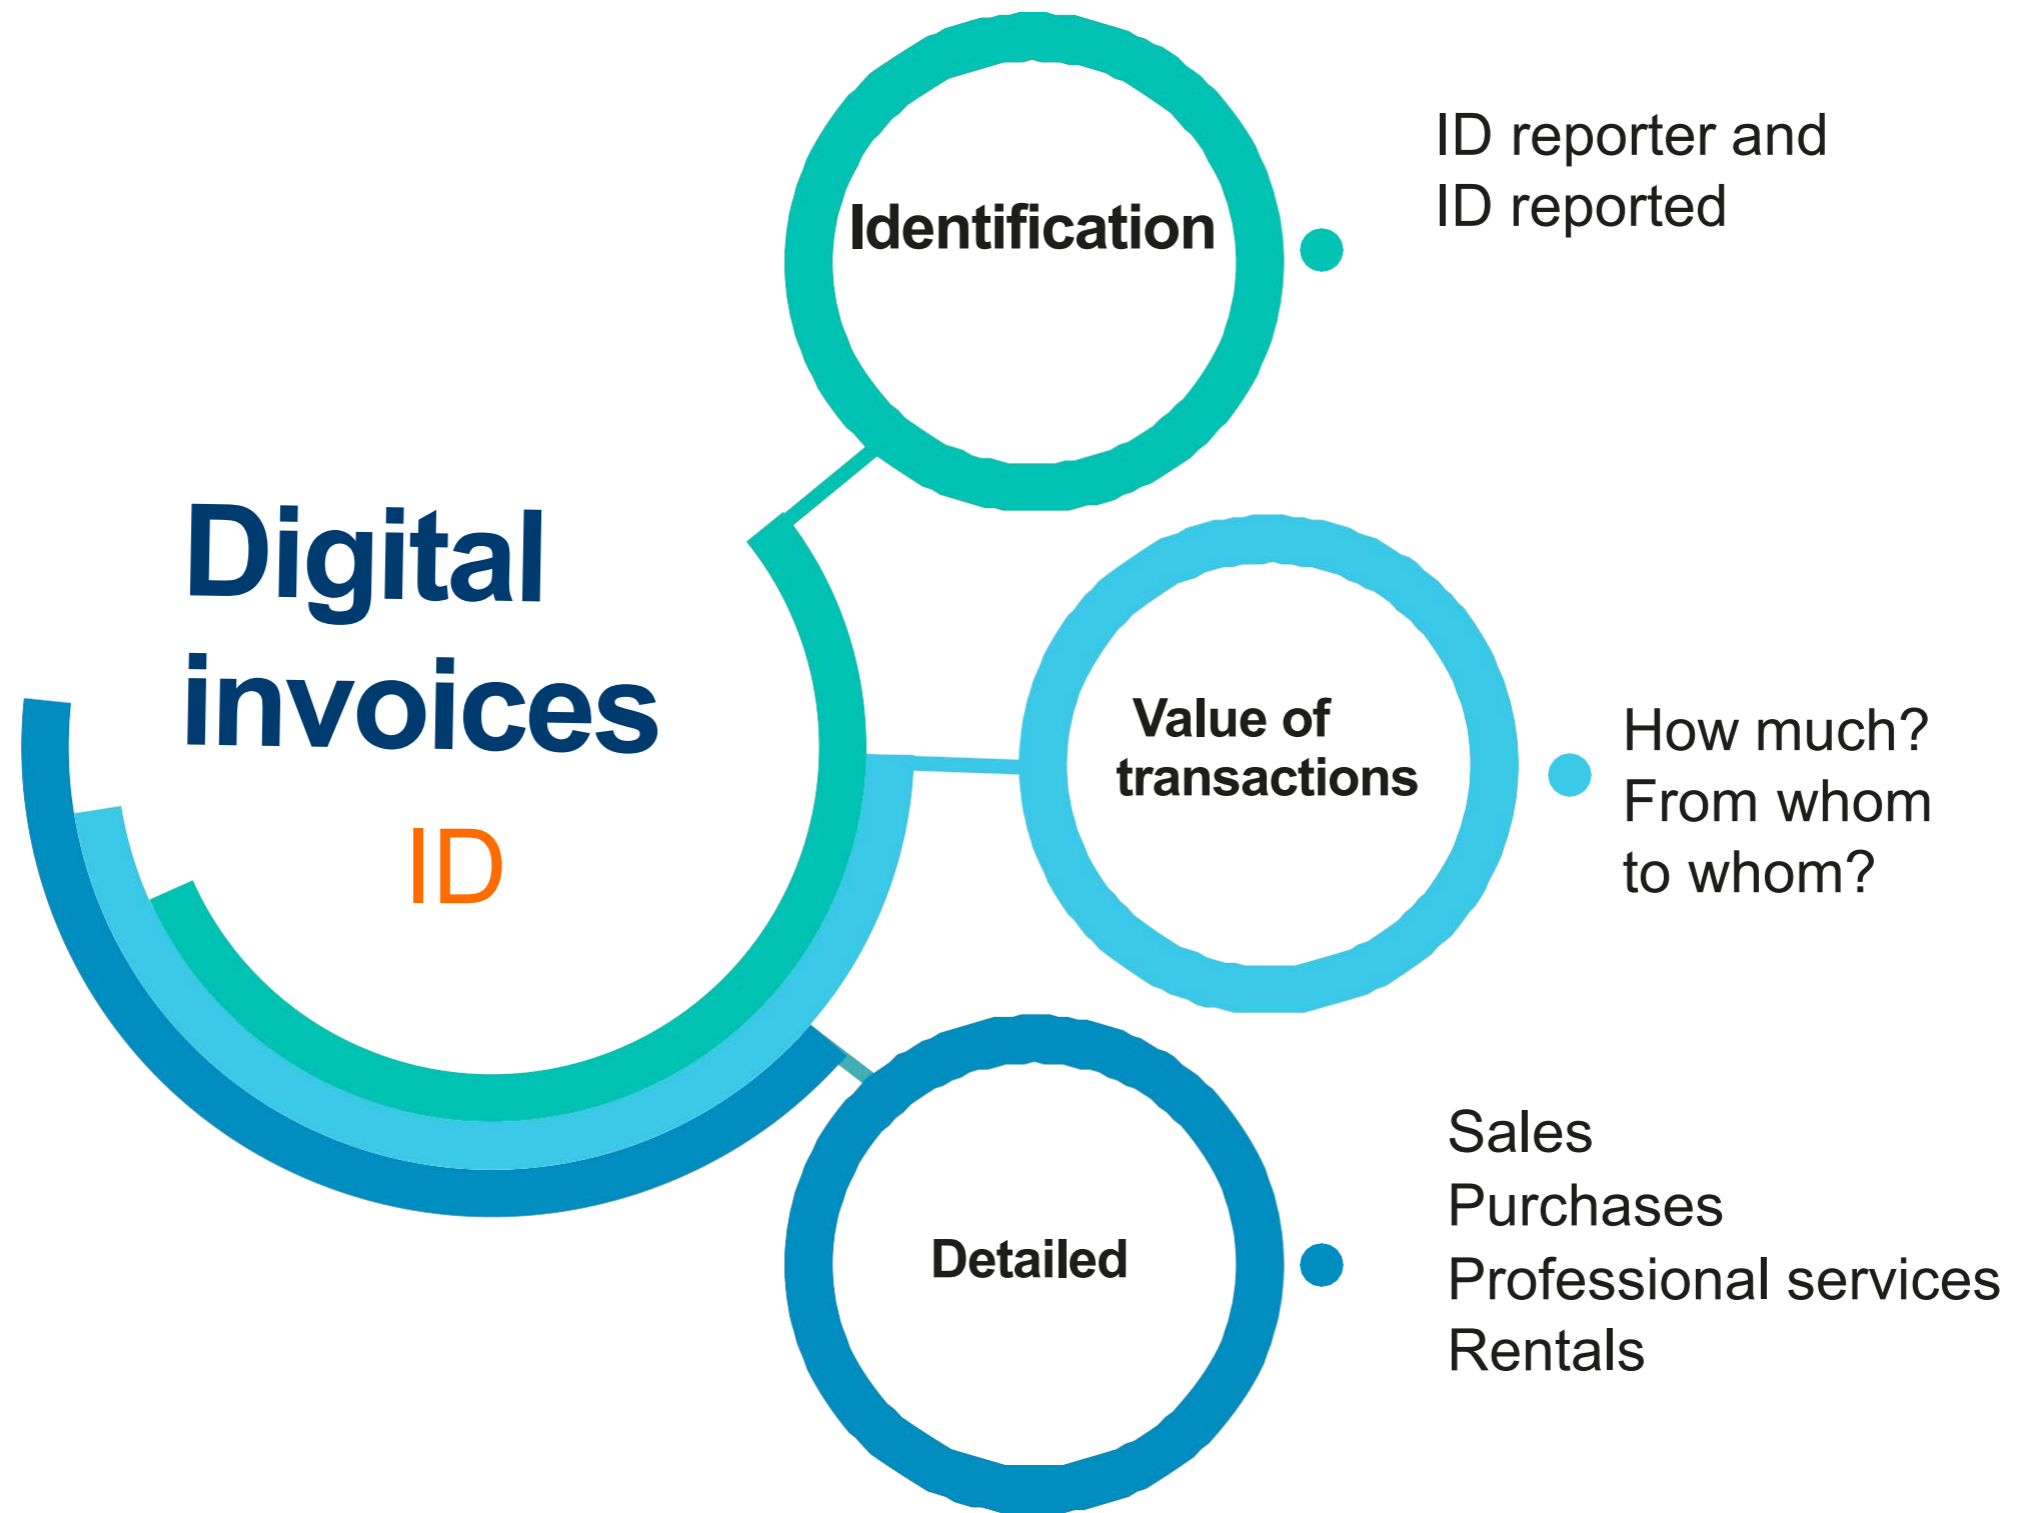 Digital
invoices
ID
Identification
ID reporter and
ID reported
Value of
transactions
How much?
From whom
to whom?
Detailed
Sales
Purchases
Professional services
Rentals